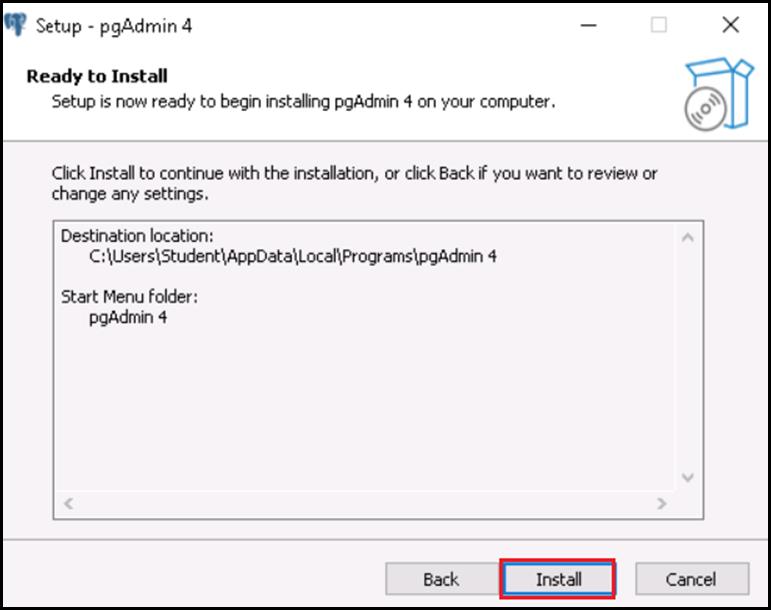 Setup - pgAdmin 4
Ready to Install
Setup is now ready to begin installing pgAdmin 4 on your computer.
Click Install to continue with the installation, or click Back if you want to review or
change any settings.
Destination location:
C:\Users\Student\AppData\Local\Programs\pgAdmin 4
Start Menu folder:
pgAdmin 4
Back Install Cancel